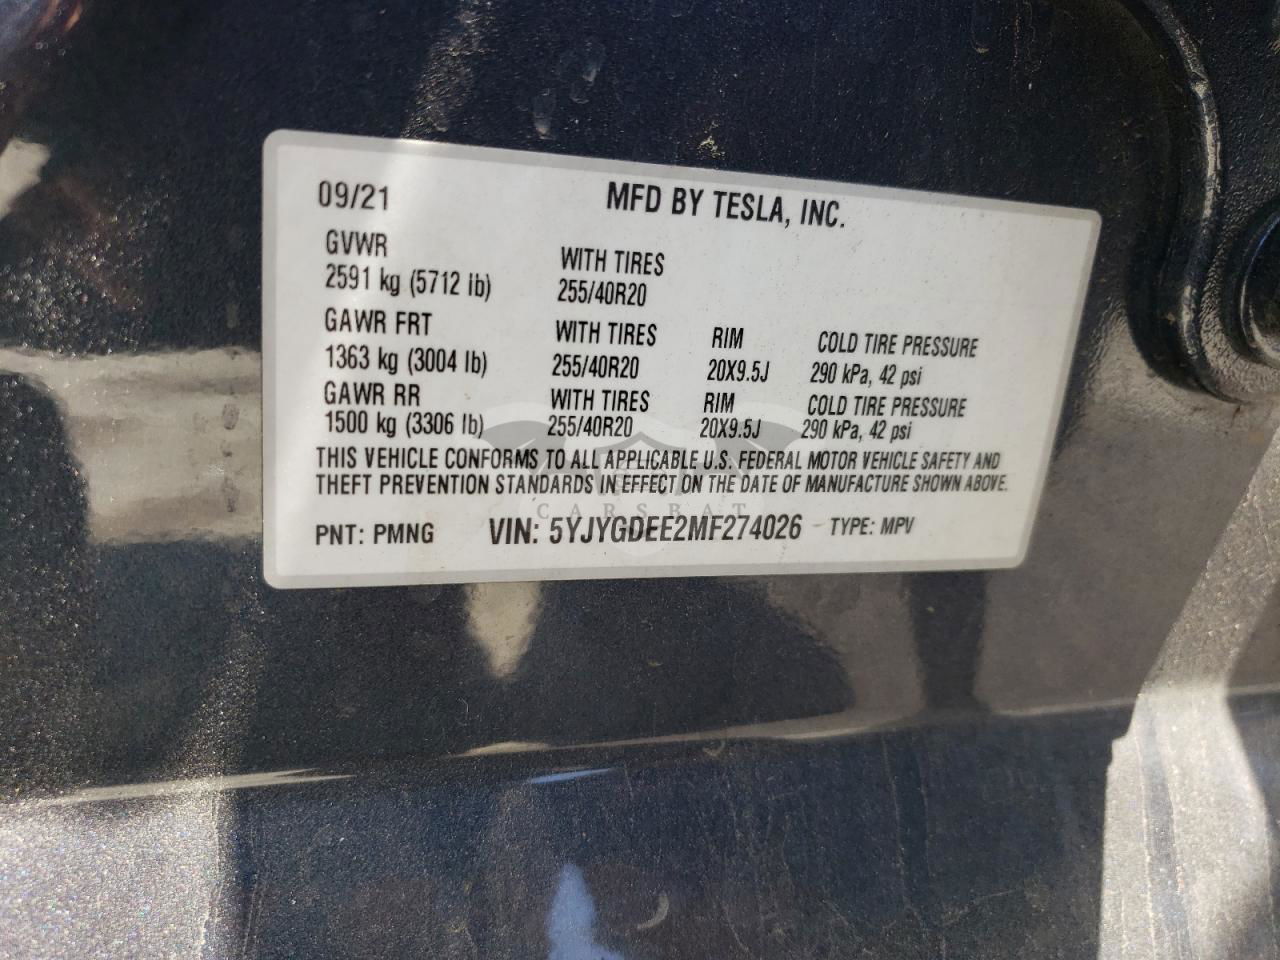 09/21 MFD BY TESLA, INC.
GVWR WITH TIRES
2591 kg (5712 lb) 255/40R20
GAWR FRT WITH TIRES RIM COLD TIRE PRESSURE
1363 kg (3004 lb) 255/40R20 20X9.5J 290 kPa, 42 psi
GAWR RR WITH TIRES RIM COLD TIRE PRESSURE
1500 kg (3306 lb) 255/40R20 20X9.5J 290 kPa, 42 psi
THIS VEHICLE CONFORMS TO ALL APPLICABLE U.S. FEDERAL MOTOR VEHICLE SAFETY AND
THEFT PREVENTION STANDARDS IN EFFECT ON THE DATE OF MANUFACTURE SHOWN ABOVE.
CARSBAT
PNT: PMNG VIN: 5YJYGDEE2MF274026 TYPE: MPV